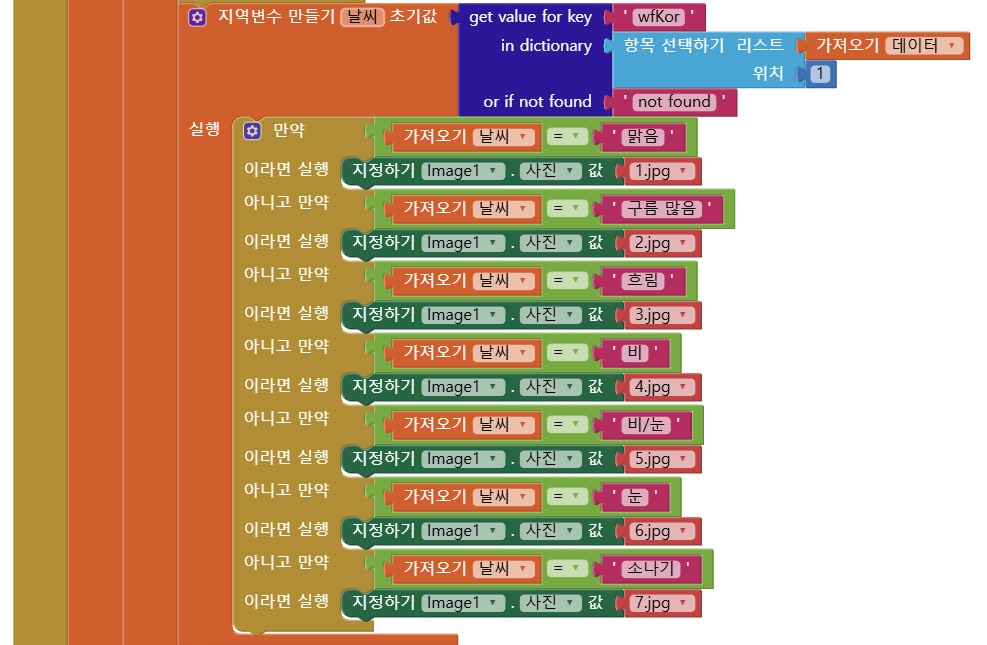 지역변수 만들기 날씨 초기값 get value for key ' wfKor '
in dictionary 항목 선택하기 리스트 가져오기 데이터
위치 1
or if not found ' not found '
실행 만약 가져오기 날씨 = ' 맑음 '
이라면 실행 지정하기 Image1 . 사진 값 1.jpg
아니고 만약 가져오기 날씨 = ' 구름 많음 '
이라면 실행 지정하기 Image1 . 사진 값 2.jpg
아니고 만약 가져오기 날씨 = ' 흐림 '
이라면 실행 지정하기 Image1 . 사진 값 3.jpg
아니고 만약 가져오기 날씨 = ' 비 '
이라면 실행 지정하기 Image1 . 사진 값 4.jpg
아니고 만약 가져오기 날씨 = ' 비/눈 '
이라면 실행 지정하기 Image1 . 사진 값 5.jpg
아니고 만약 가져오기 날씨 = ' 눈 '
이라면 실행 지정하기 Image1 . 사진 값 6.jpg
아니고 만약 가져오기 날씨 = ' 소나기 '
이라면 실행 지정하기 Image1 . 사진 값 7.jpg